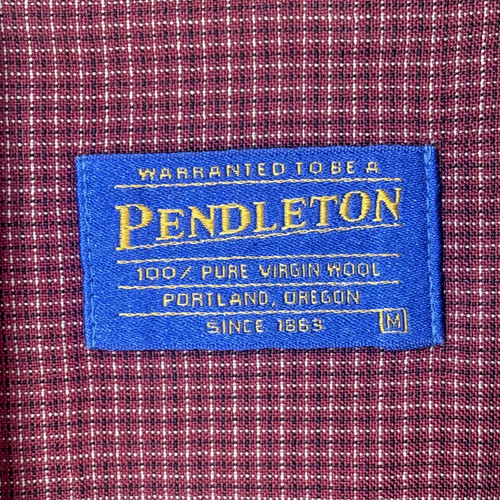 WARRANTED TO BE A
PENDLETON
100% PURE VIRGIN WOOL
PORTLAND, OREGON
SINCE 1863 M